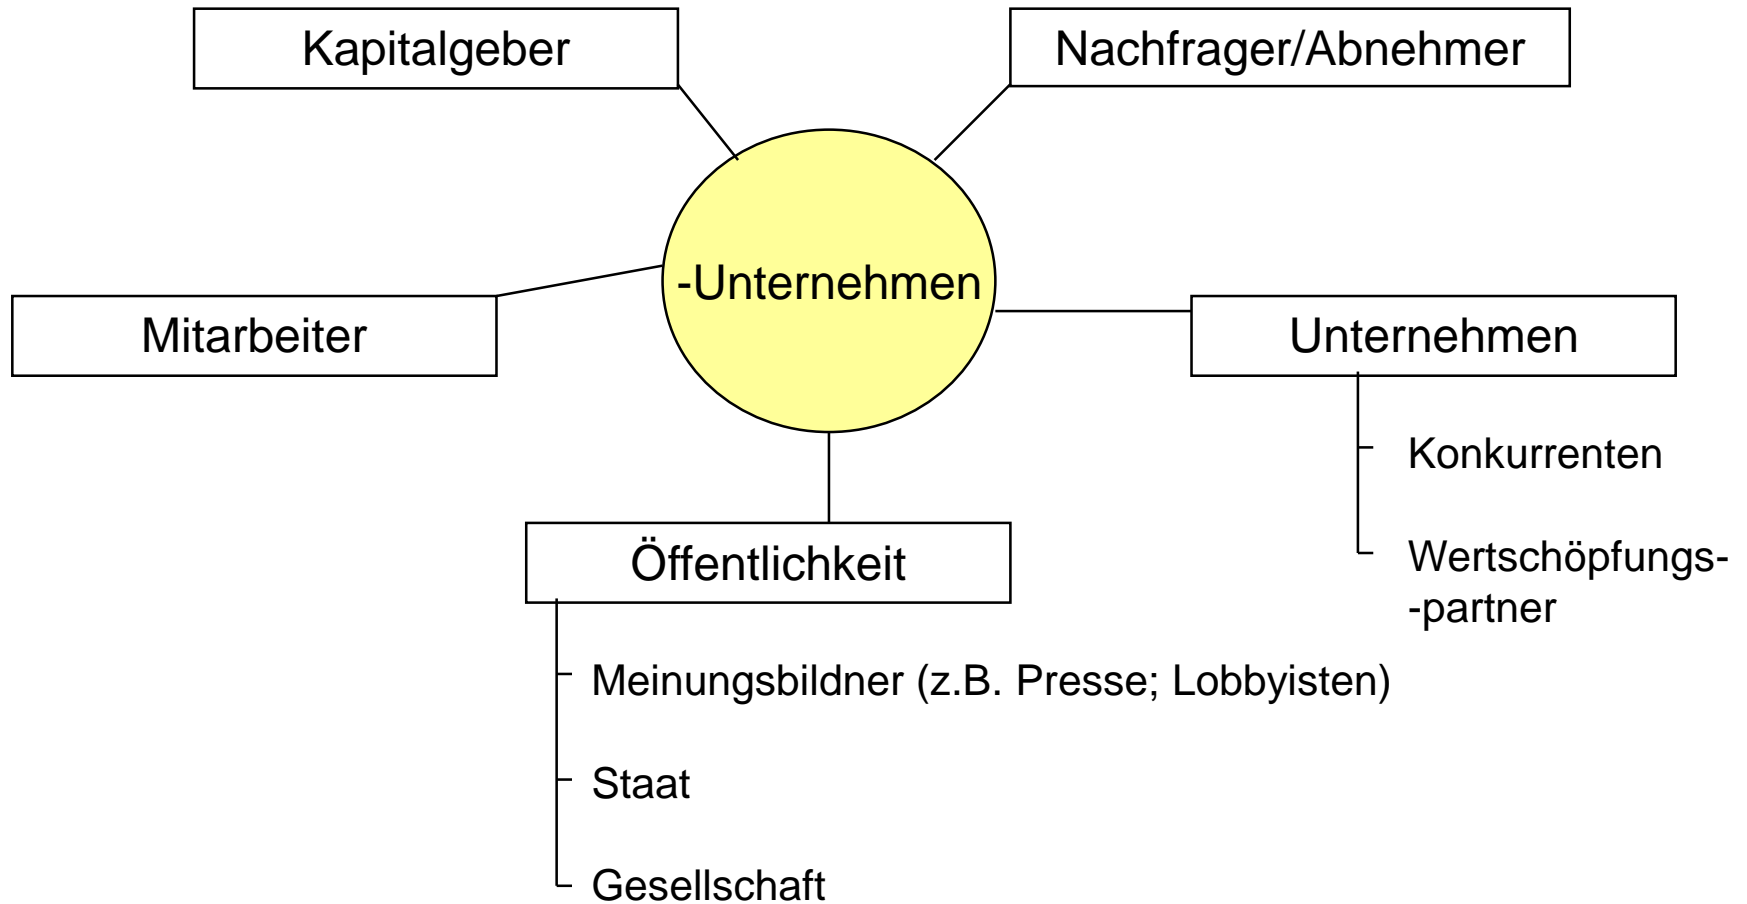 Kapitalgeber
Nachfrager/Abnehmer
-Unternehmen
Mitarbeiter
Unternehmen
Konkurrenten
Wertschöpfungs-
-partner
Öffentlichkeit
Meinungsbildner (z.B. Presse; Lobbyisten)
Staat
Gesellschaft